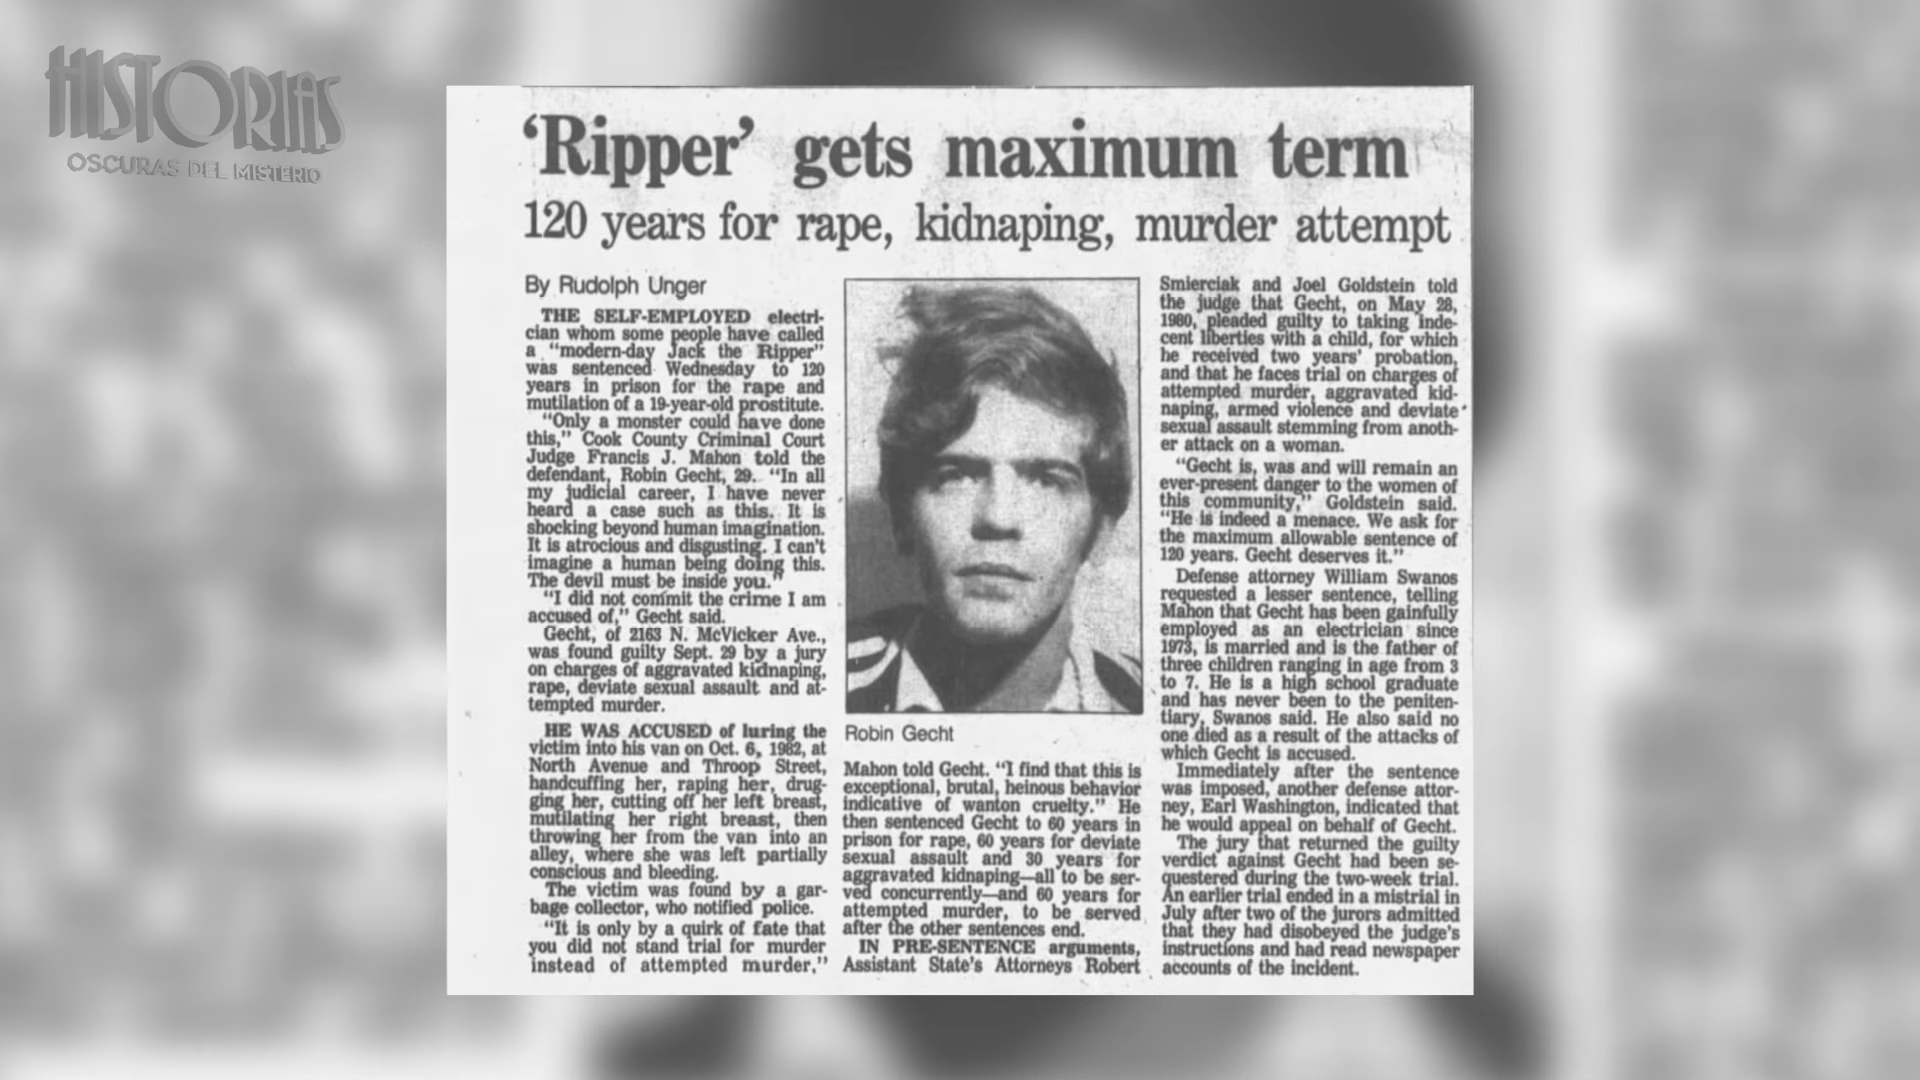 HISTORIAS
OSCURAS DEL MISTERIO
‘Ripper’ gets maximum term
120 years for rape, kidnaping, murder attempt
By Rudolph Unger
THE SELF-EMPLOYED electri-
cian whom some people have called
a “modern-day Jack the Ripper”
was sentenced Wednesday to 120
years in prison for the rape and
mutilation of a 19-year-old prostitute.
“Only a monster could have done
this,” Cook County Criminal Court
Judge Francis J. Mahon told the
defendant, Robin Gecht, 29. “In all
my judicial career, I have never
heard a case such as this. It is
shocking beyond human imagination.
It is atrocious and disgusting. I can't
imagine a human being doing this.
The devil must be inside you.”
“I did not commit the crime I am
accused of,” Gecht said.
Gecht, of 2163 N. McVicker Ave.,
was found guilty Sept. 29 by a jury
on charges of aggravated kidnaping,
rape, deviate sexual assault and at-
tempted murder.
HE WAS ACCUSED of luring the
victim into his van on Oct. 6, 1982, at
North Avenue and Throop Street,
handcuffing her, raping her, drug-
ging her, cutting off her left breast,
mutilating her right breast, then
throwing her from the van into an
alley, where she was left partially
conscious and bleeding.
The victim was found by a gar-
bage collector, who notified police.
“It is only by a quirk of fate that
you did not stand trial for murder
instead of attempted murder,”
Robin Gecht
Mahon told Gecht. “I find that this is
exceptional, brutal, heinous behavior
indicative of wanton cruelty.” He
then sentenced Gecht to 60 years in
prison for rape, 60 years for deviate
sexual assault and 30 years for
aggravated kidnaping—all to be ser-
ved concurrently—and 60 years for
attempted murder, to be served
after the other sentences end.
IN PRE-SENTENCE arguments,
Assistant State's Attorneys Robert
Smierciak and Joel Goldstein told
the judge that Gecht, on May 28,
1980, pleaded guilty to taking inde-
cent liberties with a child, for which
he received two years' probation,
and that he faces trial on charges of
attempted murder, aggravated kid-
naping, armed violence and deviate
sexual assault stemming from anoth-
er attack on a woman.
“Gecht is, was and will remain an
ever-present danger to the women of
this community,” Goldstein said.
“He is indeed a menace. We ask for
the maximum allowable sentence of
120 years. Gecht deserves it.”
Defense attorney William Swanos
requested a lesser sentence, telling
Mahon that Gecht has been gainfully
employed as an electrician since
1973, is married and is the father of
three children ranging in age from 3
to 7. He is a high school graduate
and has never been to the peniten-
tiary, Swanos said. He also said no
one died as a result of the attacks of
which Gecht is accused.
Immediately after the sentence
was imposed, another defense attor-
ney, Earl Washington, indicated that
he would appeal on behalf of Gecht.
The jury that returned the guilty
verdict against Gecht had been se-
questered during the two-week trial.
An earlier trial ended in a mistrial in
July after two of the jurors admitted
that they had disobeyed the judge's
instructions and had read newspaper
accounts of the incident.